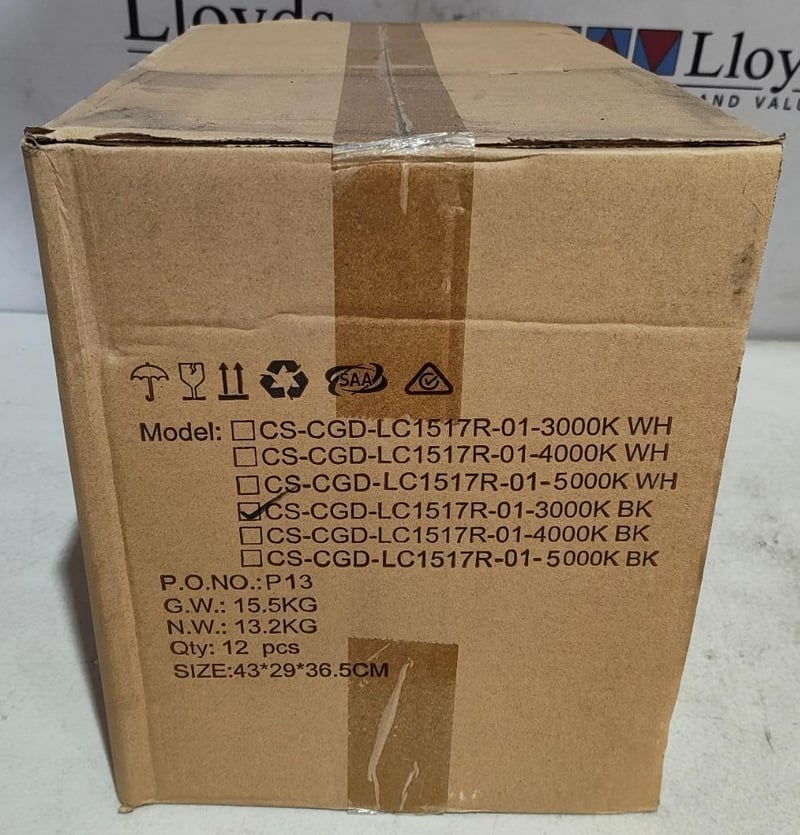 Lloyds
Lloy
AND VALU
SAA
Model: CS-CGD-LC1517R-01-3000K WH
CS-CGD-LC1517R-01-4000K WH
CS-CGD-LC1517R-01-5000K WH
CS-CGD-LC1517R-01-3000K BK
CS-CGD-LC1517R-01-4000K BK
CS-CGD-LC1517R-01-5000K BK
P.O.NO.:P13
G.W.: 15.5KG
N.W.: 13.2KG
Qty: 12 pcs
SIZE:43*29*36.5CM